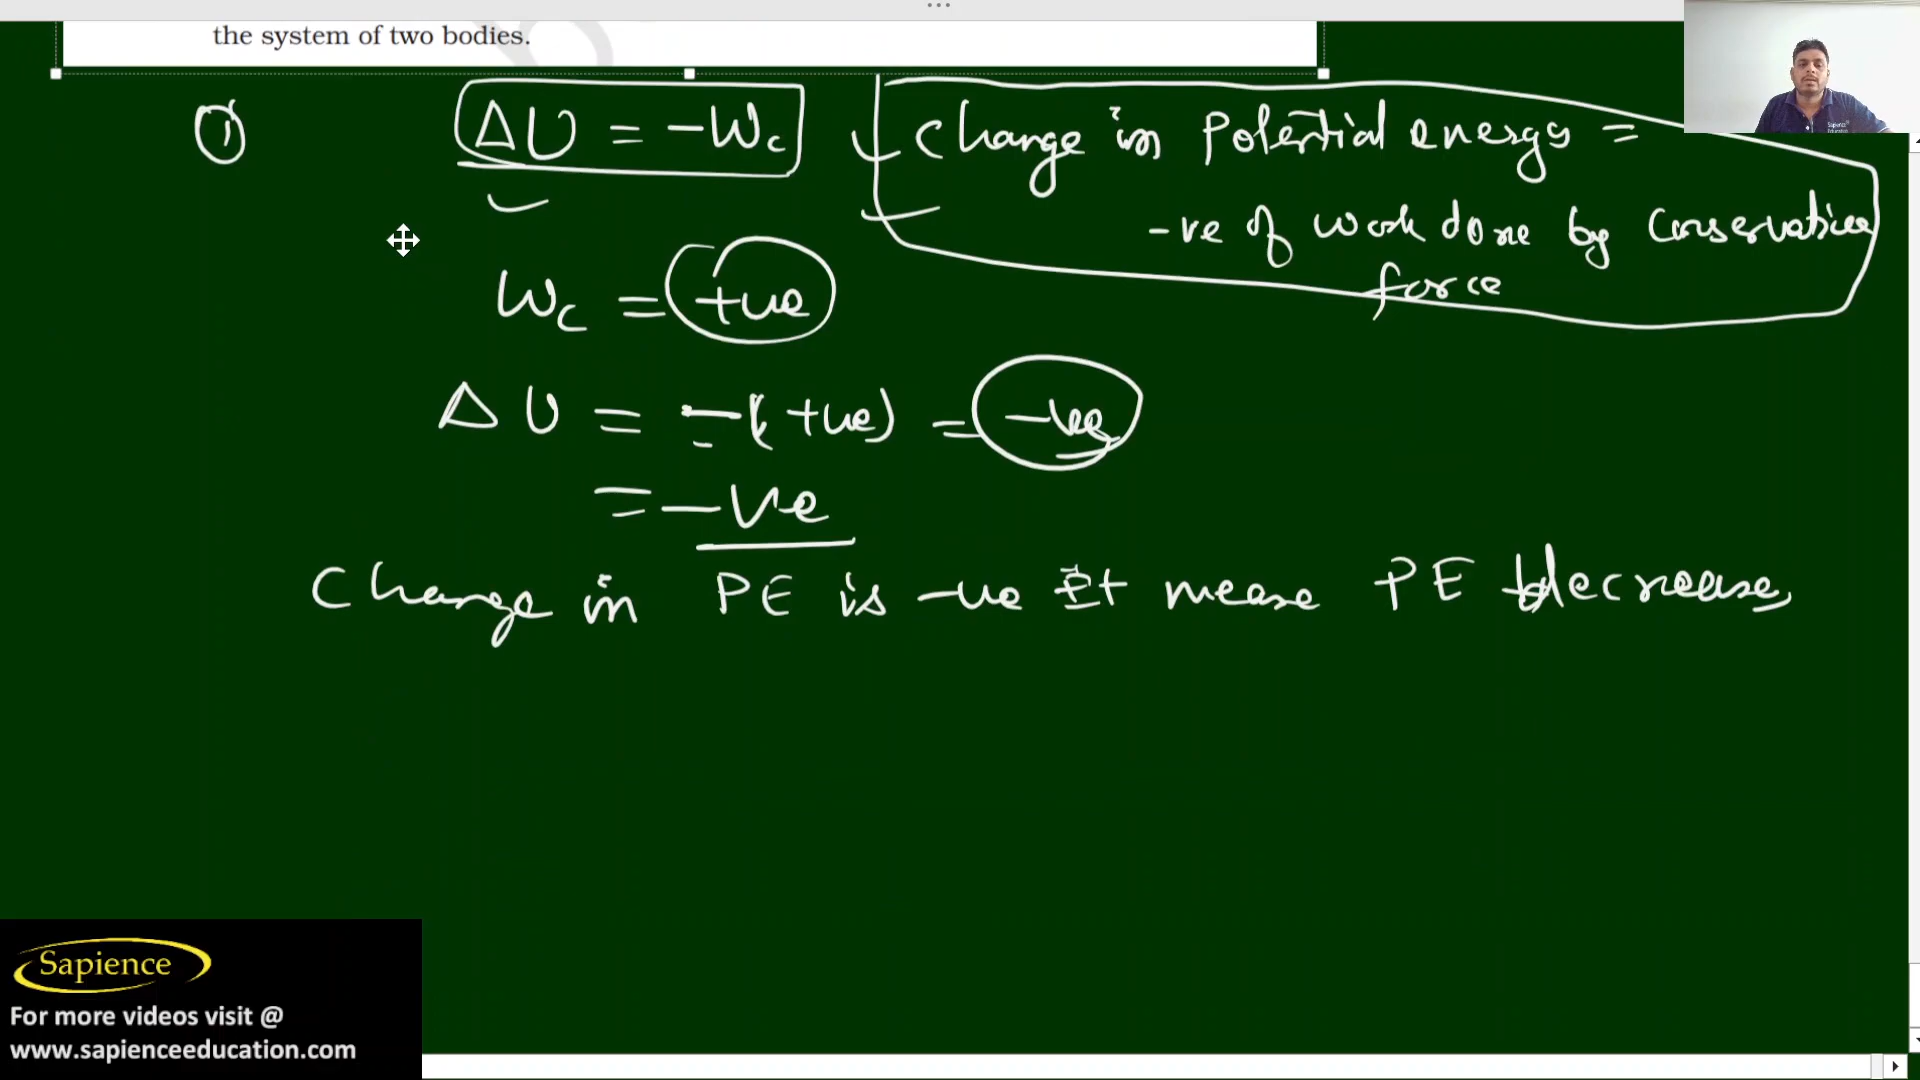 the system of two bodies.
① ΔU = -Wc Change in Potential energy =
-ve of work done by Conservative
force
Wc = +ve
ΔU = -(+ve) = -ve
= -ve
Change in PE is -ve It means PE decrease
Sapience
For more videos visit @
www.sapienceeducation.com